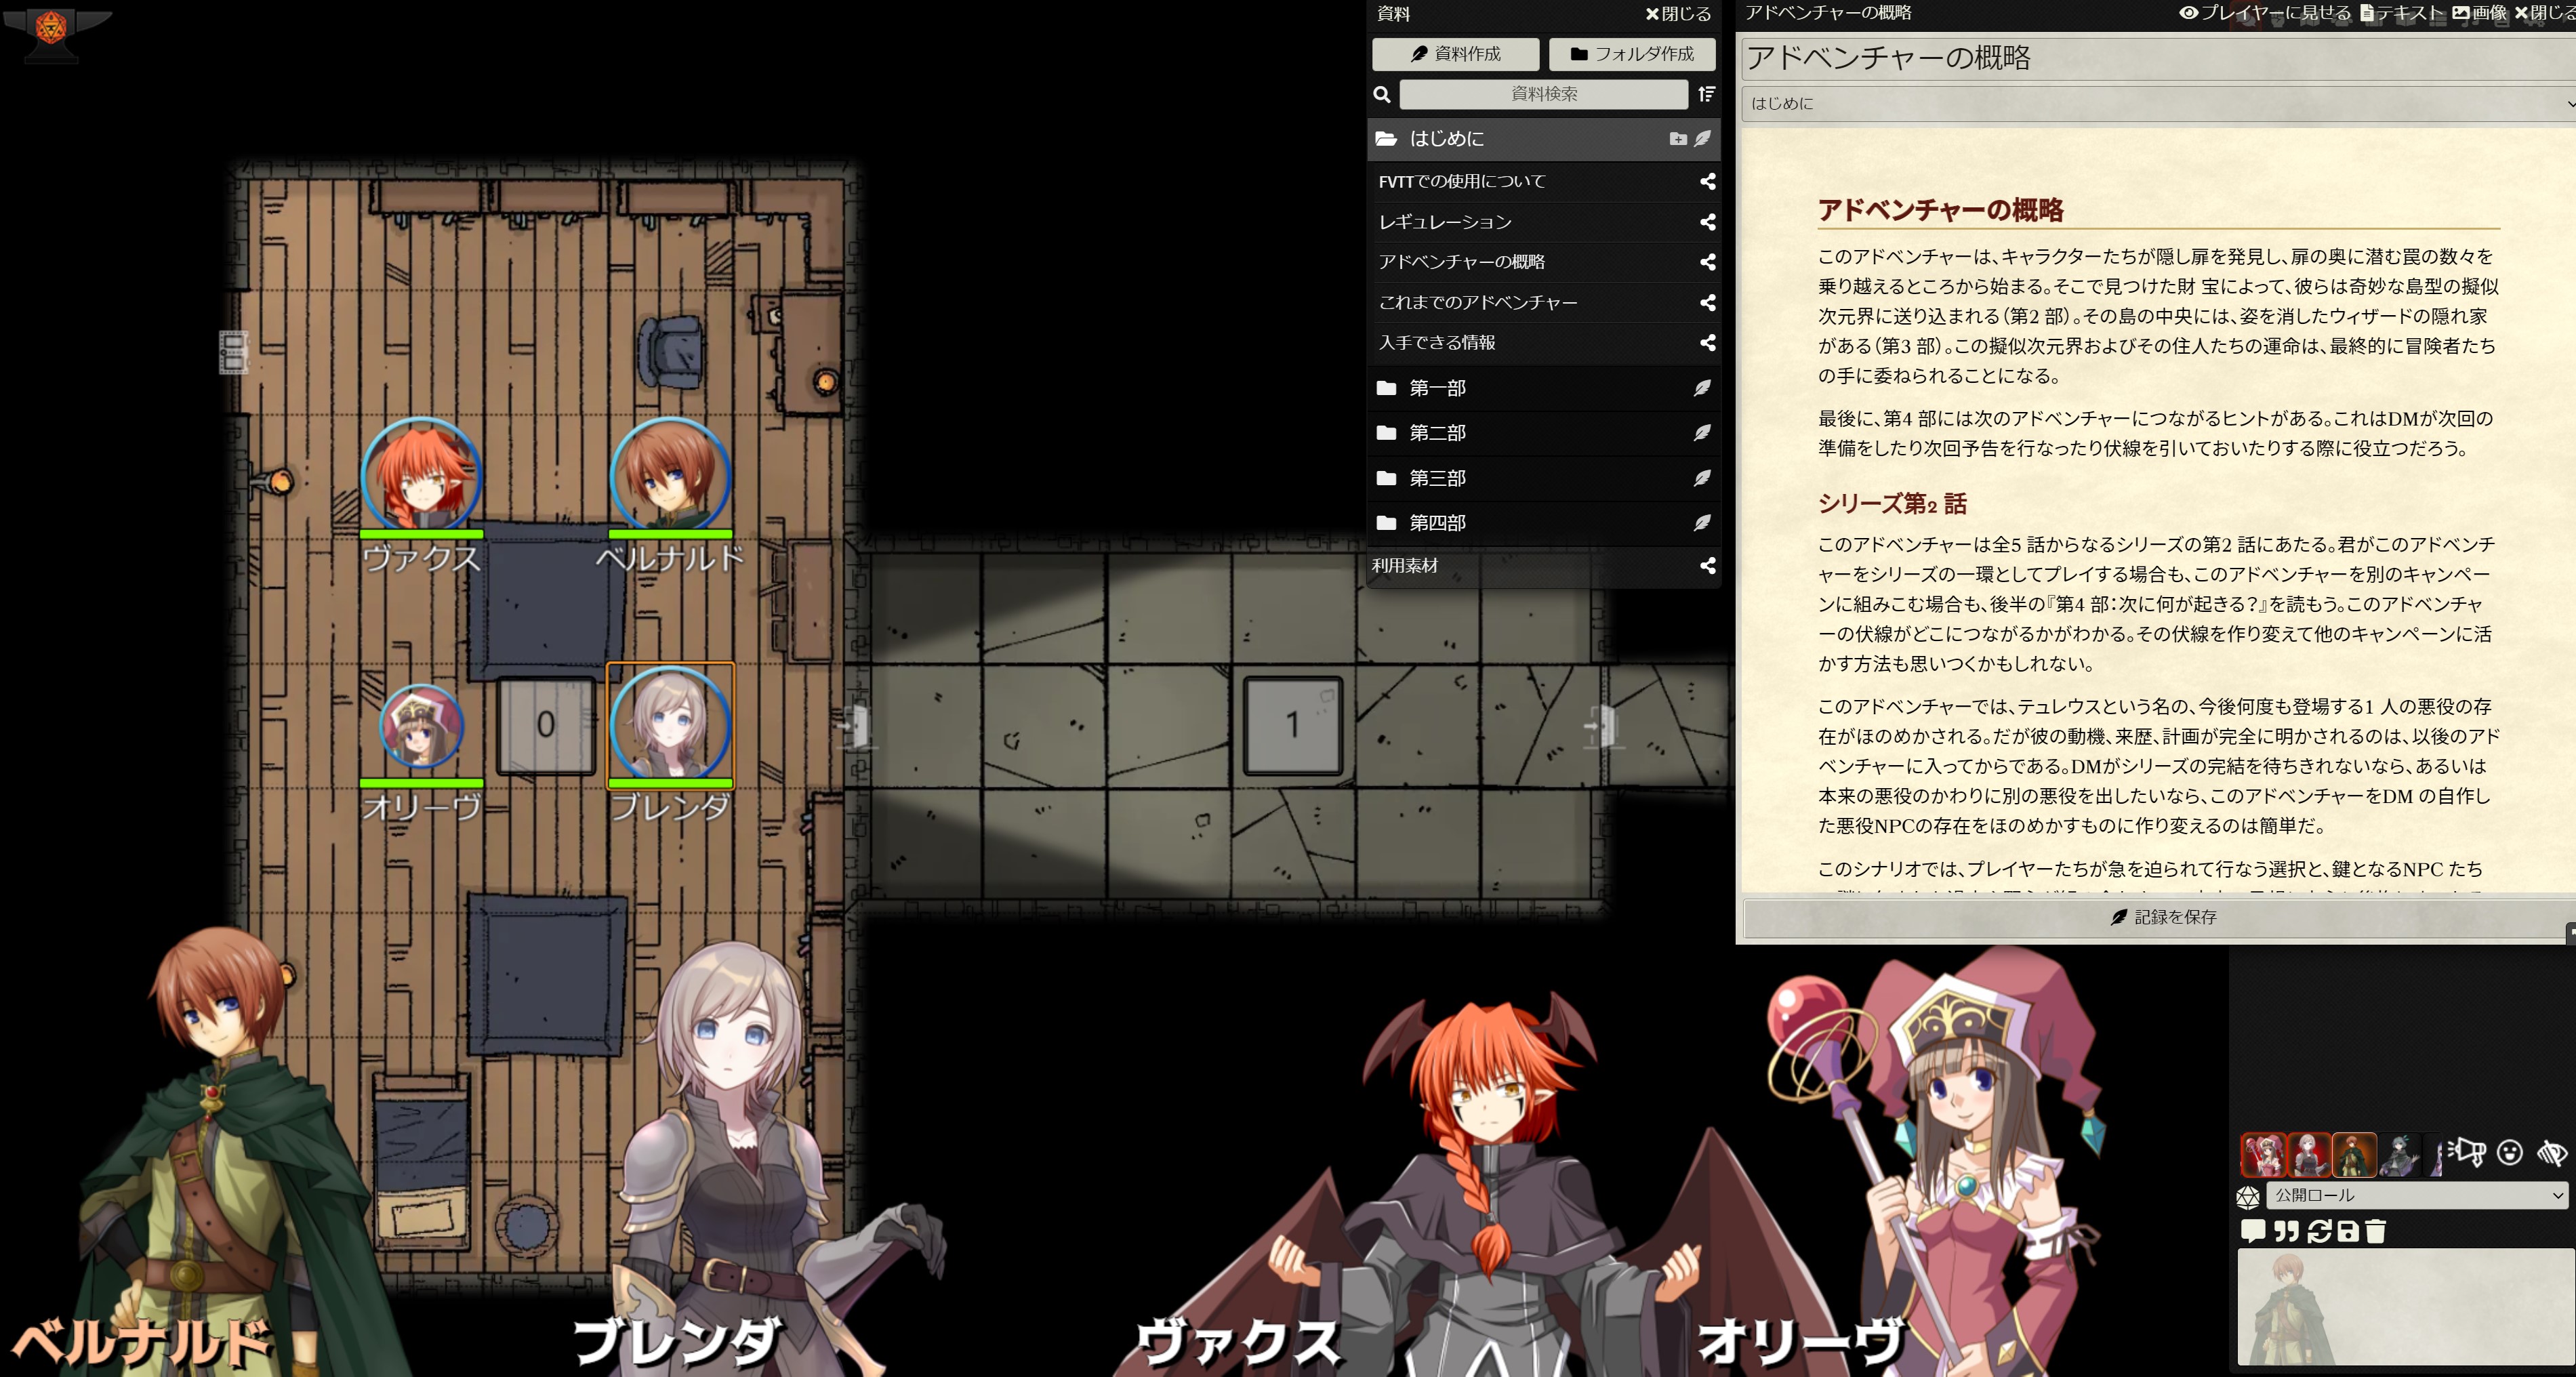 資料
閉じる
資料作成
フォルダ作成
資料検索
はじめに
FVTTでの使用について
レギュレーション
アドベンチャーの概略
これまでのアドベンチャー
入手できる情報
第一部
第二部
第三部
第四部
利用素材
アドベンチャーの概略
プレイヤーに見せる
テキスト
画像
閉じる
アドベンチャーの概略
はじめに
アドベンチャーの概略
このアドベンチャーは、キャラクターたちが隠し扉を発見し、扉の奥に潜む罠の数々を
乗り越えるところから始まる。そこで見つけた財 宝によって、彼らは奇妙な島型の擬似
次元界に送り込まれる（第2 部）。その島の中央には、姿を消したウィザードの隠れ家
がある（第3 部）。この擬似次元界およびその住人たちの運命は、最終的に冒険者たち
の手に委ねられることになる。
最後に、第4 部には次のアドベンチャーにつながるヒントがある。これはDMが次回の
準備をしたり次回予告を行なったり伏線を引いておいたりする際に役立つだろう。
シリーズ第2 話
このアドベンチャーは全5 話からなるシリーズの第2 話にあたる。君がこのアドベンチ
ャーをシリーズの一環としてプレイする場合も、このアドベンチャーを別のキャンペー
ンに組みこむ場合も、後半の『第4 部：次に何が起きる？』を読もう。このアドベンチャ
ーの伏線がどこにつながるかがわかる。その伏線を作り変えて他のキャンペーンに活
かす方法も思いつくかもしれない。
このアドベンチャーでは、テュレウスという名の、今後何度も登場する1 人の悪役の存
在がほのめかされる。だが彼の動機、来歴、計画が完全に明かされるのは、以後のアド
ベンチャーに入ってからである。DMがシリーズの完結を待ちきれないなら、あるいは
本来の悪役のかわりに別の悪役を出したいなら、このアドベンチャーをDM の自作し
た悪役NPCの存在をほのめかすものに作り変えるのは簡単だ。
このシナリオでは、プレイヤーたちが急を迫られて行なう選択と、鍵となるNPC たち
記録を保存
ヴァクス
ベルナルド
オリーヴ
0
ブレンダ
1
公開ロール
ベルナルド
ブレンダ
ヴァクス
オリーヴ